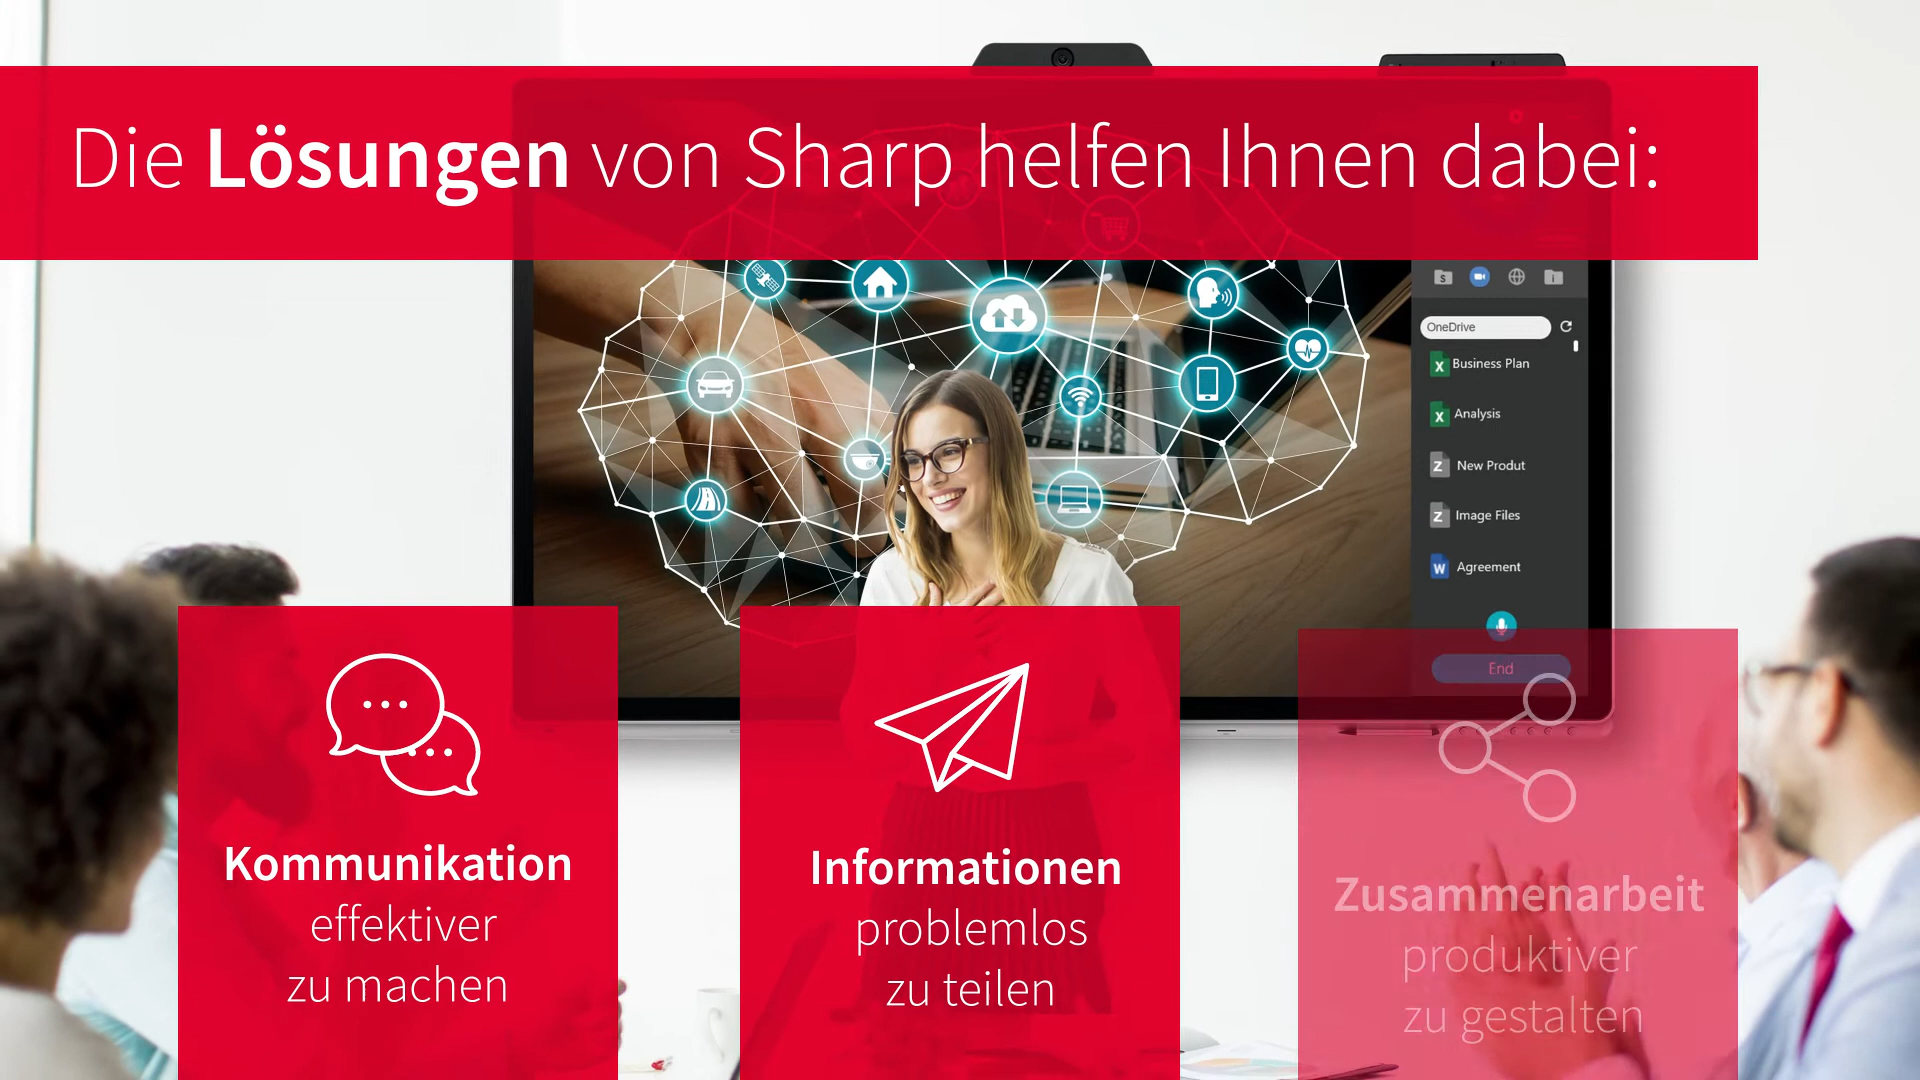 Die Lösungen von Sharp helfen Ihnen dabei:
OneDrive
Business Plan
Analysis
New Produt
Image Files
Agreement
End
Kommunikation
effektiver
zu machen
Informationen
problemlos
zu teilen
Zusammenarbeit
produktiver
zu gestalten